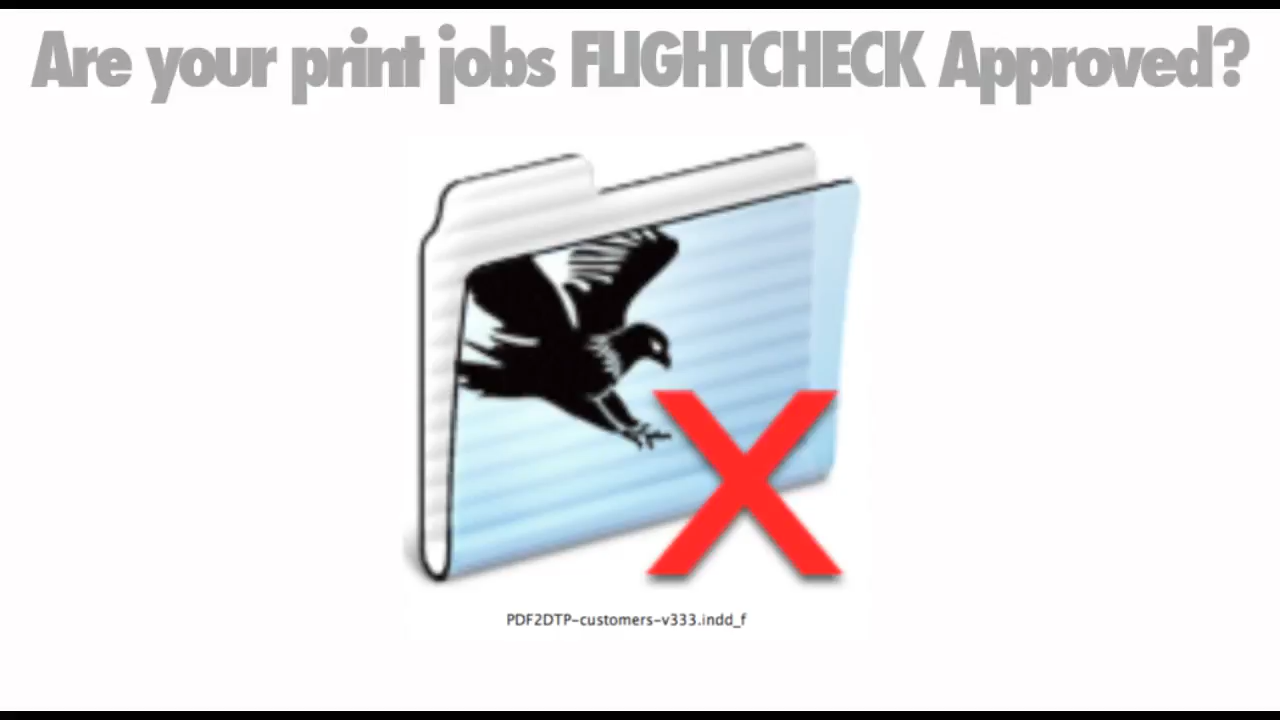 Are your print jobs FLIGHTCHECK Approved?
PDF2DTP-customers-v333.indd_f